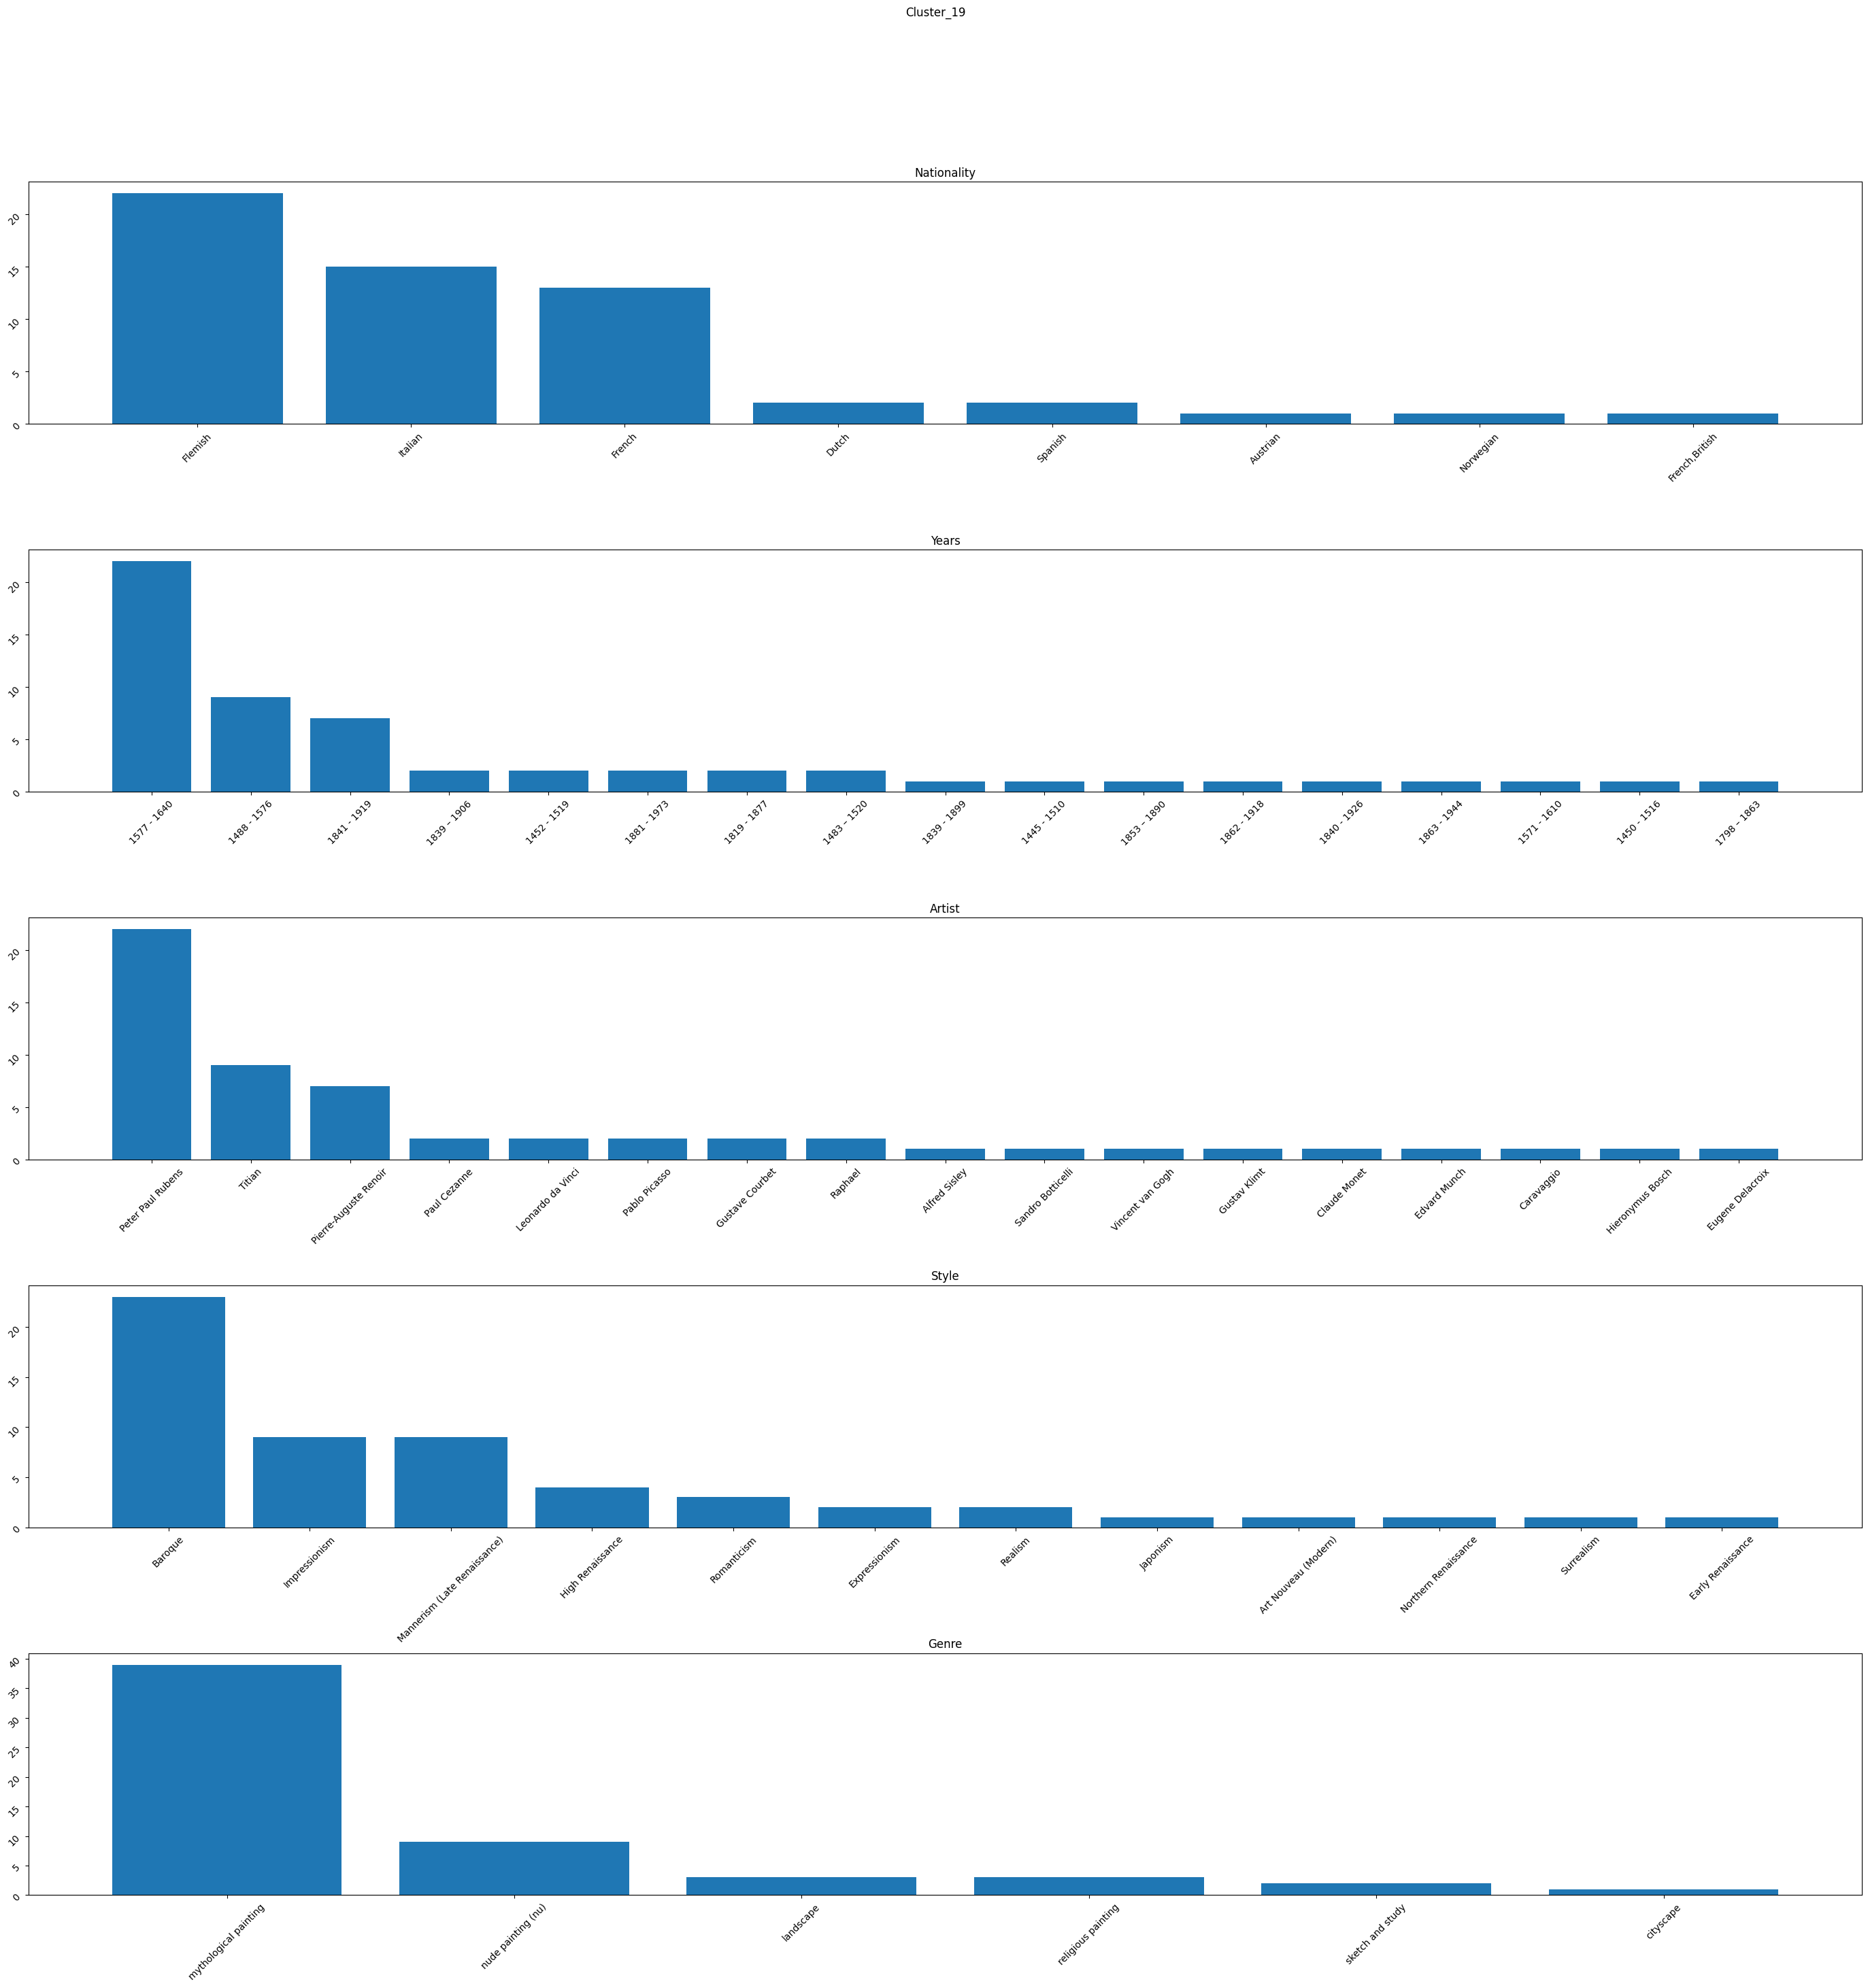 Cluster_19
Nationality
20
15
10
5
0
Flemish
Italian
French
Dutch
Spanish
Austrian
Norwegian
French,British
Years
20
15
10
5
0
1577 - 1640
1488 - 1576
1841 - 1919
1839 – 1906
1452 - 1519
1881 - 1973
1819 - 1877
1483 – 1520
1839 - 1899
1445 - 1510
1853 – 1890
1862 - 1918
1840 - 1926
1863 - 1944
1571 - 1610
1450 - 1516
1798 – 1863
Artist
20
15
10
5
0
Peter Paul Rubens
Titian
Pierre-Auguste Renoir
Paul Cezanne
Leonardo da Vinci
Pablo Picasso
Gustave Courbet
Raphael
Alfred Sisley
Sandro Botticelli
Vincent van Gogh
Gustav Klimt
Claude Monet
Edvard Munch
Caravaggio
Hieronymus Bosch
Eugene Delacroix
Style
20
15
10
5
0
Baroque
Impressionism
Mannerism (Late Renaissance)
High Renaissance
Romanticism
Expressionism
Realism
Japonism
Art Nouveau (Modern)
Northern Renaissance
Surrealism
Early Renaissance
Genre
40
35
30
25
20
15
10
5
0
mythological painting
nude painting (nu)
landscape
religious painting
sketch and study
cityscape